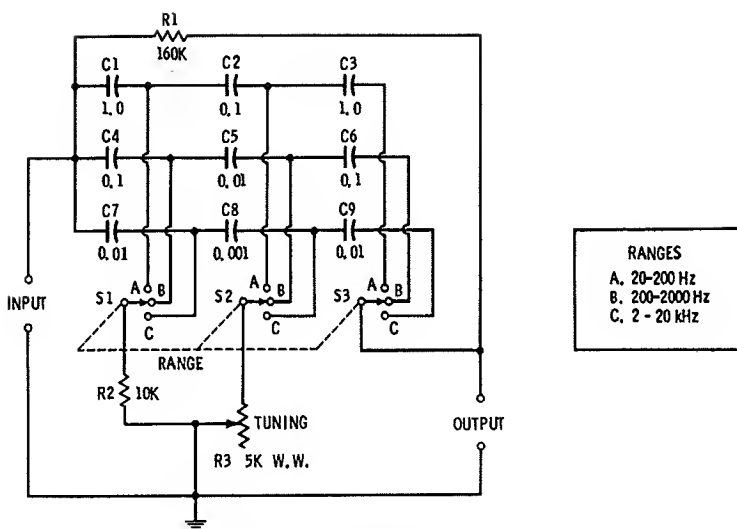 R1
160K
C1 C2 C3
1.0 0.1 1.0
C4 C5 C6
0.1 0.01 0.1
C7 C8 C9
0.01 0.001 0.01
A A A
S1 B S2 B S3 B
C C C
INPUT
RANGE
R2 10K
TUNING
R3 5K W.W.
OUTPUT
RANGES
A. 20-200 Hz
B. 200-2000 Hz
C. 2 - 20 kHz